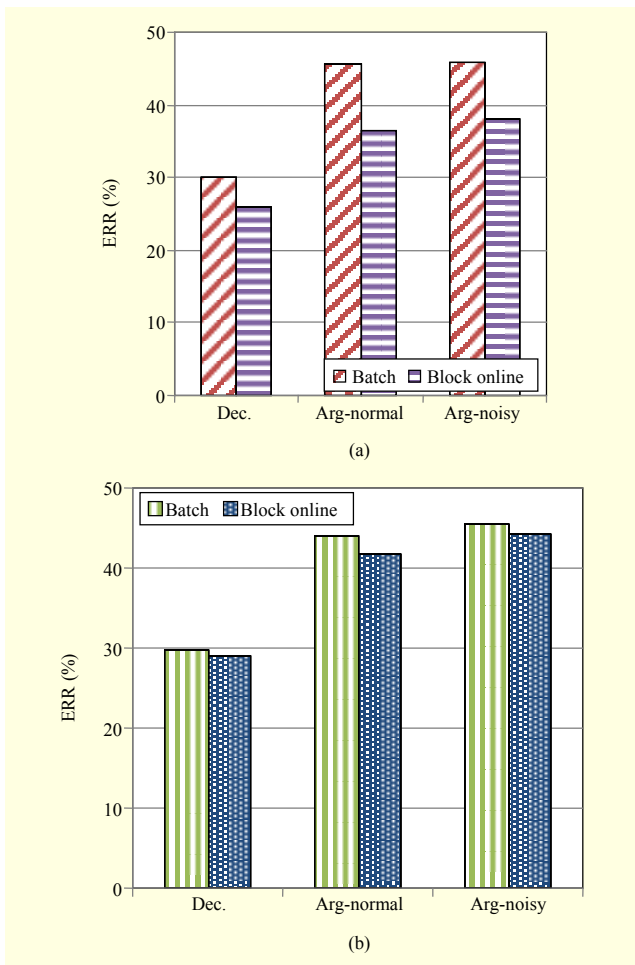 50
40
30
20
10
0
ERR (%)
Batch Block online
Dec. Arg-normal Arg-noisy
(a)
50
40
30
20
10
0
ERR (%)
Batch Block online
Dec. Arg-normal Arg-noisy
(b)